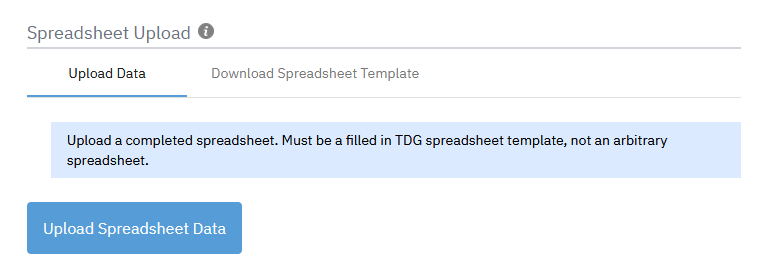 Spreadsheet Upload
Upload Data
Download Spreadsheet Template
Upload a completed spreadsheet. Must be a filled in TDG spreadsheet template, not an arbitrary
spreadsheet.
Upload Spreadsheet Data